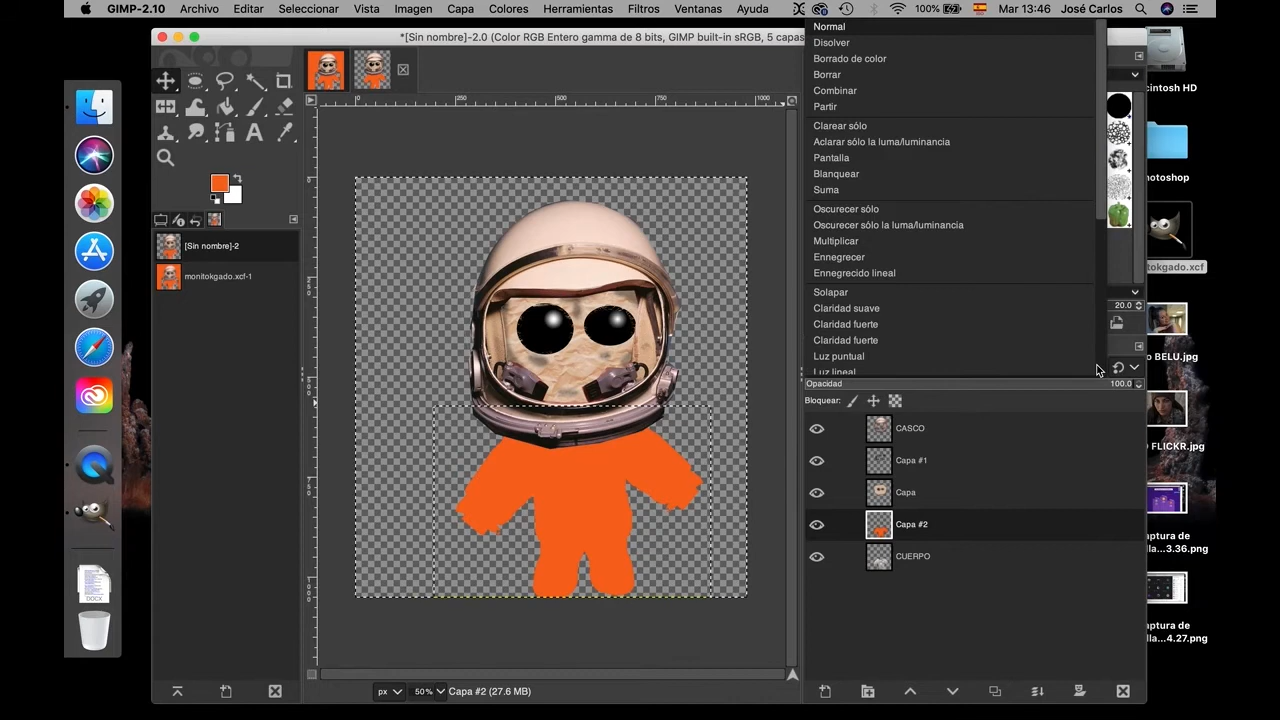 GIMP-2.10 Archivo Editar Seleccionar Vista Imagen Capa Colores Herramientas Filtros Ventanas Ayuda 100% Mar 13:46 José Carlos
*[Sin nombre]-2.0 (Color RGB Entero gamma de 8 bits, GIMP built-in sRGB, 5 capas
Normal
Disolver
Borrado de color
Borrar
Combinar
Partir
Clarear sólo
Aclarar sólo la luma/luminancia
Pantalla
Blanquear
Suma
Oscurecer sólo
Oscurecer sólo la luma/luminancia
Multiplicar
Ennegrecer
Ennegrecido lineal
Solapar
Claridad suave
Claridad fuerte
Claridad fuerte
Luz puntual
Luz lineal
0 250 500 750 1000
[Sin nombre]-2
monitokgado.xcf-1
20.0
Opacidad 100.0
Bloquear:
CASCO
Capa #1
Capa
Capa #2
CUERPO
px 50% Capa #2 (27.6 MB)
cintosh HD
hotoshop
tokgado.xcf
o BELU.jpg
O FLICKR.jpg
ptura de
lla...3.36.png
aptura de
lla...4.27.png
DOCX